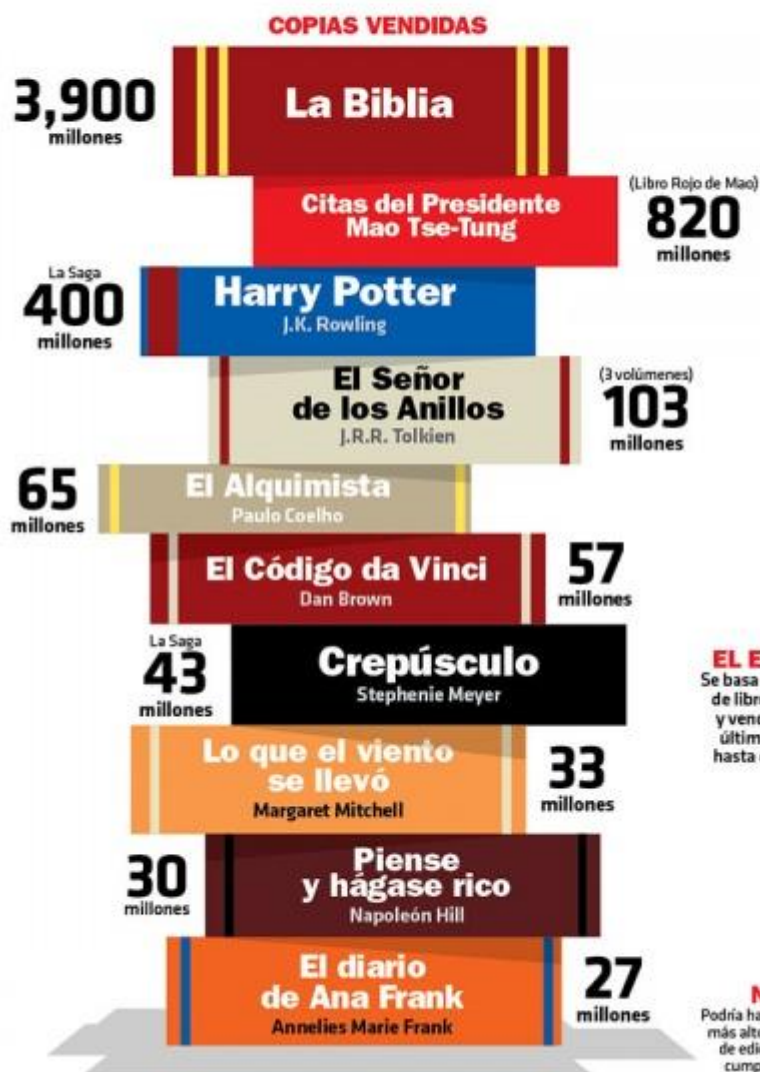 COPIAS VENDIDAS
3,900
millones
La Biblia
Citas del Presidente
Mao Tse-Tung
(Libro Rojo de Mao)
820
millones
La Saga
400
millones
Harry Potter
J.K. Rowling
El Señor
de los Anillos
J.R.R. Tolkien
(3 volúmenes)
103
millones
65
millones
El Alquimista
Paulo Coelho
El Código da Vinci
Dan Brown
57
millones
La Saga
43
millones
Crepúsculo
Stephenie Meyer
Lo que el viento
se llevó
Margaret Mitchell
33
millones
30
millones
Piense
y hágase rico
Napoleón Hill
El diario
de Ana Frank
Annelies Marie Frank
27
millones
EL E
Se basa
de libr
y venc
últim
hasta
Podría ha
más alt
de edi
cump